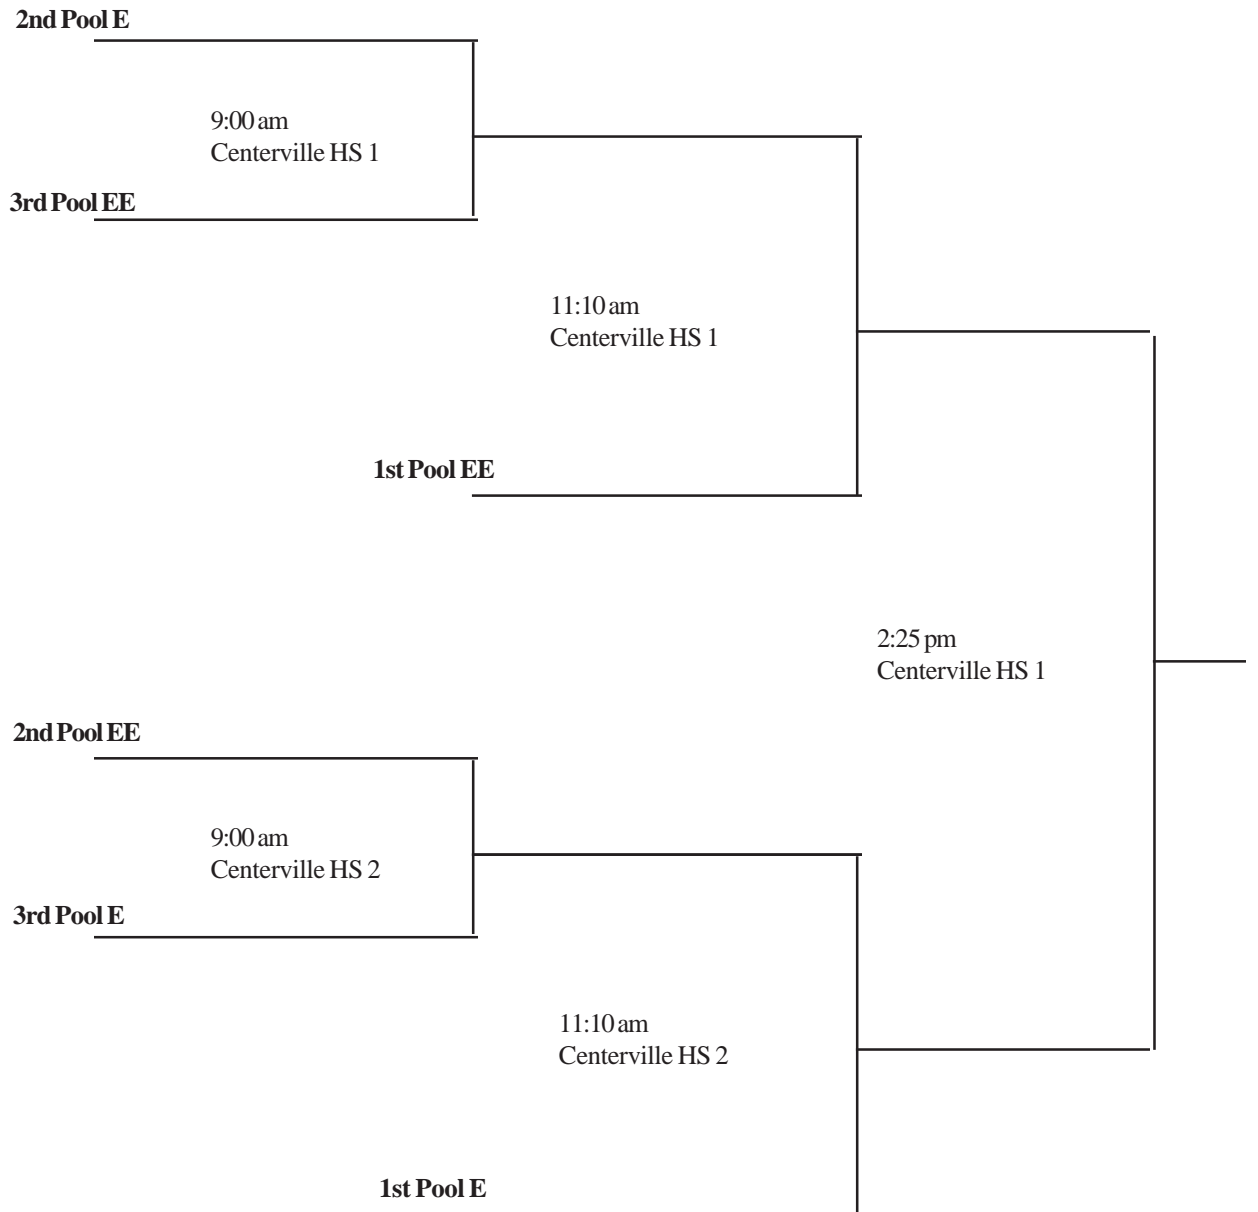 2nd Pool E
9:00 am
Centerville HS 1
3rd Pool EE
11:10 am
Centerville HS 1
1st Pool EE
2:25 pm
Centerville HS 1
2nd Pool EE
9:00 am
Centerville HS 2
3rd Pool E
11:10 am
Centerville HS 2
1st Pool E